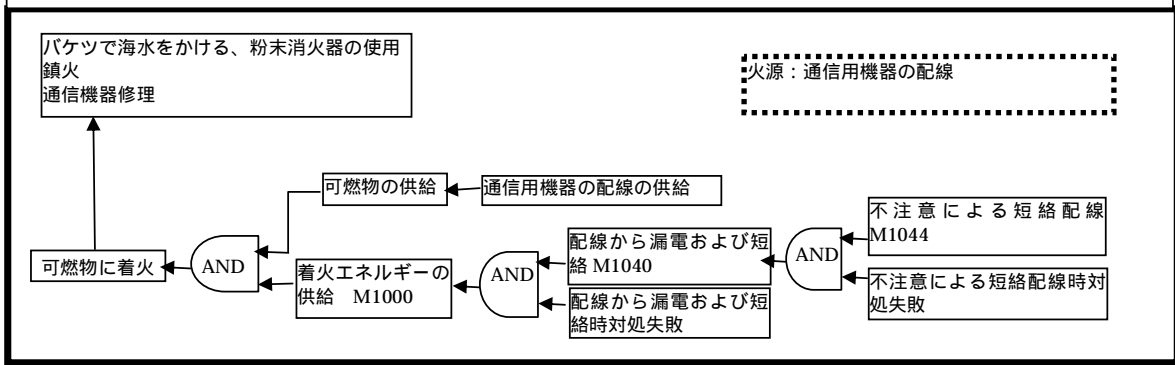 バケツで海水をかける、粉末消火器の使用
鎮火
通信機器修理
火源：通信用機器の配線
可燃物の供給
通信用機器の配線の供給
不注意による短絡配線
M1044
配線から漏電および短
絡 M1040
AND
AND
AND
可燃物に着火
着火エネルギーの
供給　M1000
不注意による短絡配線時対
処失敗
配線から漏電および短
絡時対処失敗